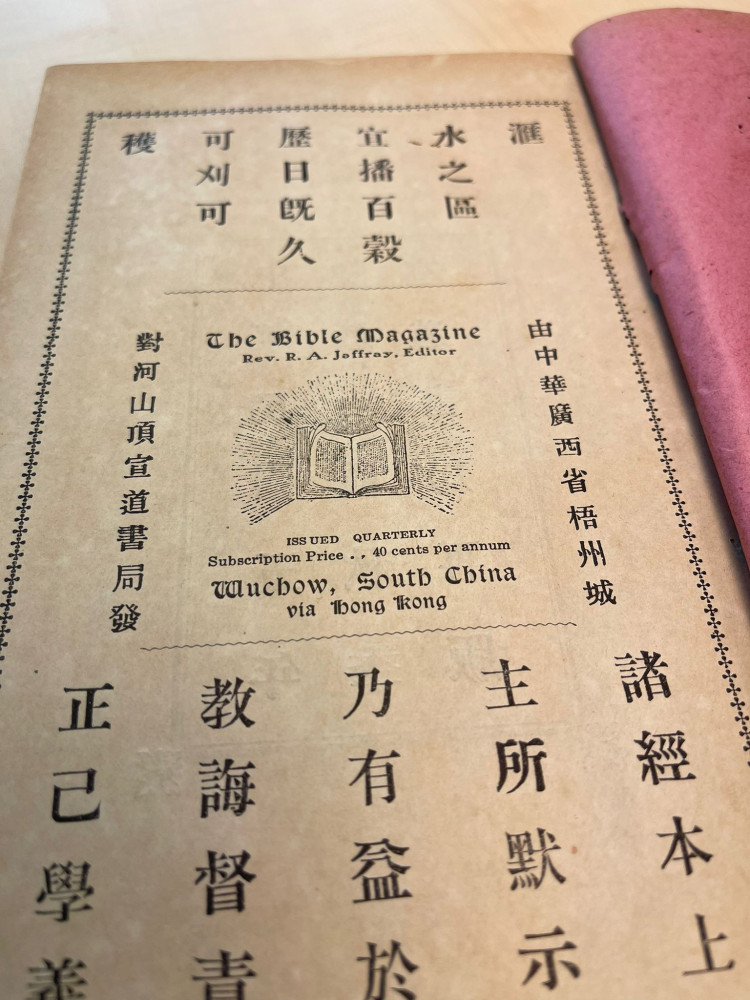 滙
水之區
宜播百穀
歷日既久
可刈可
穫
由中華廣西省梧州城
The Bible Magazine
Rev. R. A. Jaffray, Editor
ISSUED QUARTERLY
Subscription Price . . 40 cents per annum
Wuchow, South China
via Hong Kong
對河山頂宣道書局發
諸經本上
主所默示
乃有益於
教誨督責
正己學義